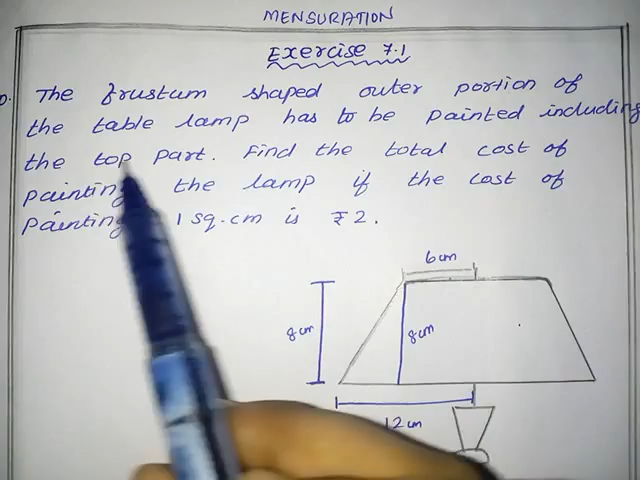 MENSURATION
Exercise 7.1
0. The frustum shaped outer portion of
the table lamp has to be painted including
the top part. Find the total cost of
painting the lamp if the cost of
painting 1 sq.cm is ₹2.
6cm
8cm
8cm
12cm